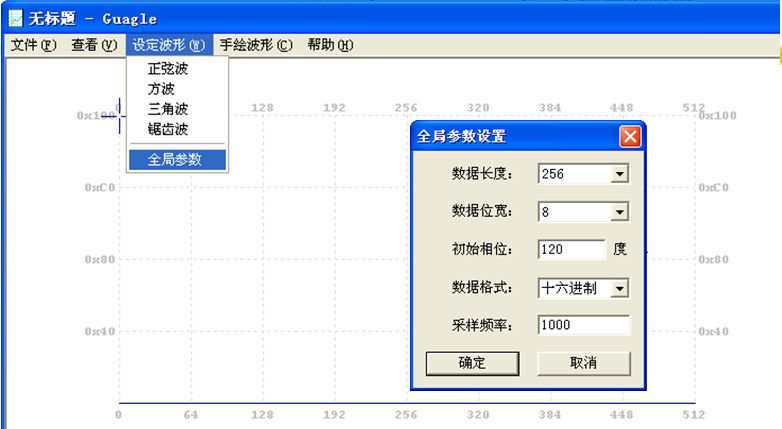 无标题 - Guagle
文件(F) 查看(V) 设定波形(W) 手绘波形(C) 帮助(H)
正弦波
方波
三角波
锯齿波
全局参数
0 128 192 256 320 384 448 512
0x100 0x100
0xC0 0xC0
0x80 0x80
0x40 0x40
0 64 128 192 256 320 384 448 512
全局参数设置
数据长度： 256
数据位宽： 8
初始相位： 120 度
数据格式： 十六进制
采样频率： 1000
确定 取消